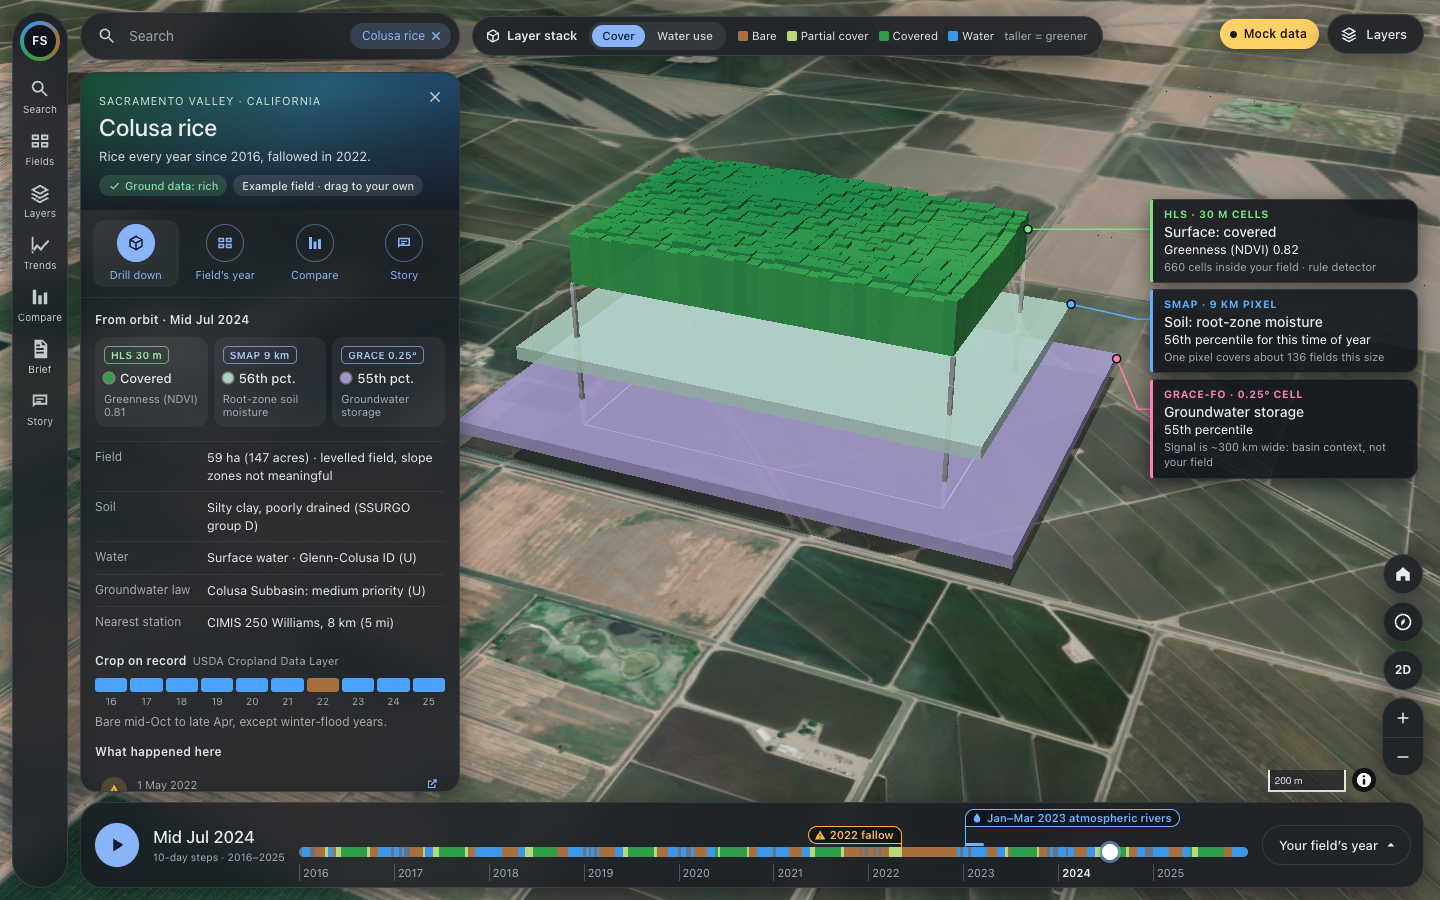 FS
Search
Fields
Layers
Trends
Compare
Brief
Story
Search
Colusa rice
Layer stack
Cover
Water use
Bare
Partial cover
Covered
Water
taller = greener
Mock data
Layers
SACRAMENTO VALLEY · CALIFORNIA
Colusa rice
Rice every year since 2016, fallowed in 2022.
Ground data: rich
Example field · drag to your own
Drill down
Field's year
Compare
Story
From orbit · Mid Jul 2024
HLS 30 m
Covered
Greenness (NDVI)
0.81
SMAP 9 km
56th pct.
Root-zone soil
moisture
GRACE 0.25°
55th pct.
Groundwater
storage
Field
59 ha (147 acres) · levelled field, slope
zones not meaningful
Soil
Silty clay, poorly drained (SSURGO
group D)
Water
Surface water · Glenn-Colusa ID (U)
Groundwater law
Colusa Subbasin: medium priority (U)
Nearest station
CIMIS 250 Williams, 8 km (5 mi)
Crop on record USDA Cropland Data Layer
16 17 18 19 20 21 22 23 24 25
Bare mid-Oct to late Apr, except winter-flood years.
What happened here
1 May 2022
HLS · 30 M CELLS
Surface: covered
Greenness (NDVI) 0.82
660 cells inside your field · rule detector
SMAP · 9 KM PIXEL
Soil: root-zone moisture
56th percentile for this time of year
One pixel covers about 136 fields this size
GRACE-FO · 0.25° CELL
Groundwater storage
55th percentile
Signal is ~300 km wide: basin context, not
your field
2D
200 m
Mid Jul 2024
10-day steps · 2016–2025
2022 fallow
Jan–Mar 2023 atmospheric rivers
2016 2017 2018 2019 2020 2021 2022 2023 2024 2025
Your field's year